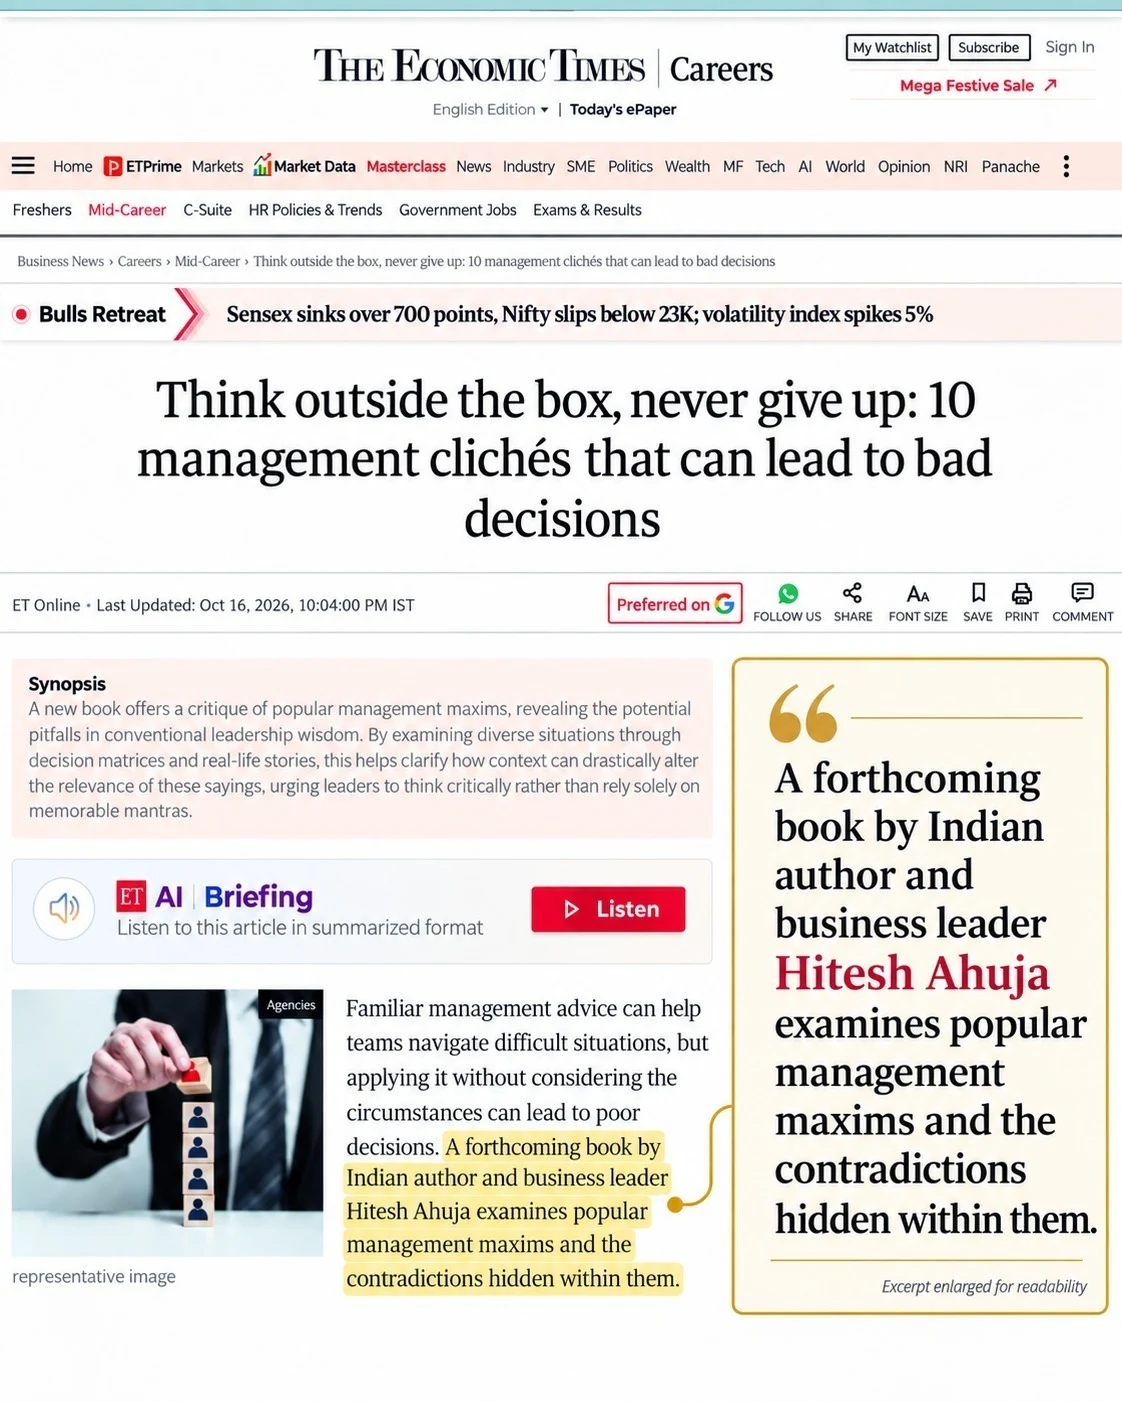 THE ECONOMIC TIMES | Careers
My Watchlist Subscribe Sign In
Mega Festive Sale
English Edition | Today's ePaper
Home ETPrime Markets Market Data Masterclass News Industry SME Politics Wealth MF Tech AI World Opinion NRI Panache
Freshers Mid-Career C-Suite HR Policies & Trends Government Jobs Exams & Results
Business News › Careers › Mid-Career › Think outside the box, never give up: 10 management clichés that can lead to bad decisions
Bulls Retreat Sensex sinks over 700 points, Nifty slips below 23K; volatility index spikes 5%
Think outside the box, never give up: 10
management clichés that can lead to bad
decisions
ET Online • Last Updated: Oct 16, 2026, 10:04:00 PM IST
Preferred on G
FOLLOW US SHARE FONT SIZE SAVE PRINT COMMENT
Synopsis
A new book offers a critique of popular management maxims, revealing the potential
pitfalls in conventional leadership wisdom. By examining diverse situations through
decision matrices and real-life stories, this helps clarify how context can drastically alter
the relevance of these sayings, urging leaders to think critically rather than rely solely on
memorable mantras.
ET AI | Briefing
Listen to this article in summarized format
Listen
Agencies
representative image
Familiar management advice can help
teams navigate difficult situations, but
applying it without considering the
circumstances can lead to poor
decisions. A forthcoming book by
Indian author and business leader
Hitesh Ahuja examines popular
management maxims and the
contradictions hidden within them.
“
A forthcoming
book by Indian
author and
business leader
Hitesh Ahuja
examines popular
management
maxims and the
contradictions
hidden within them.
Excerpt enlarged for readability